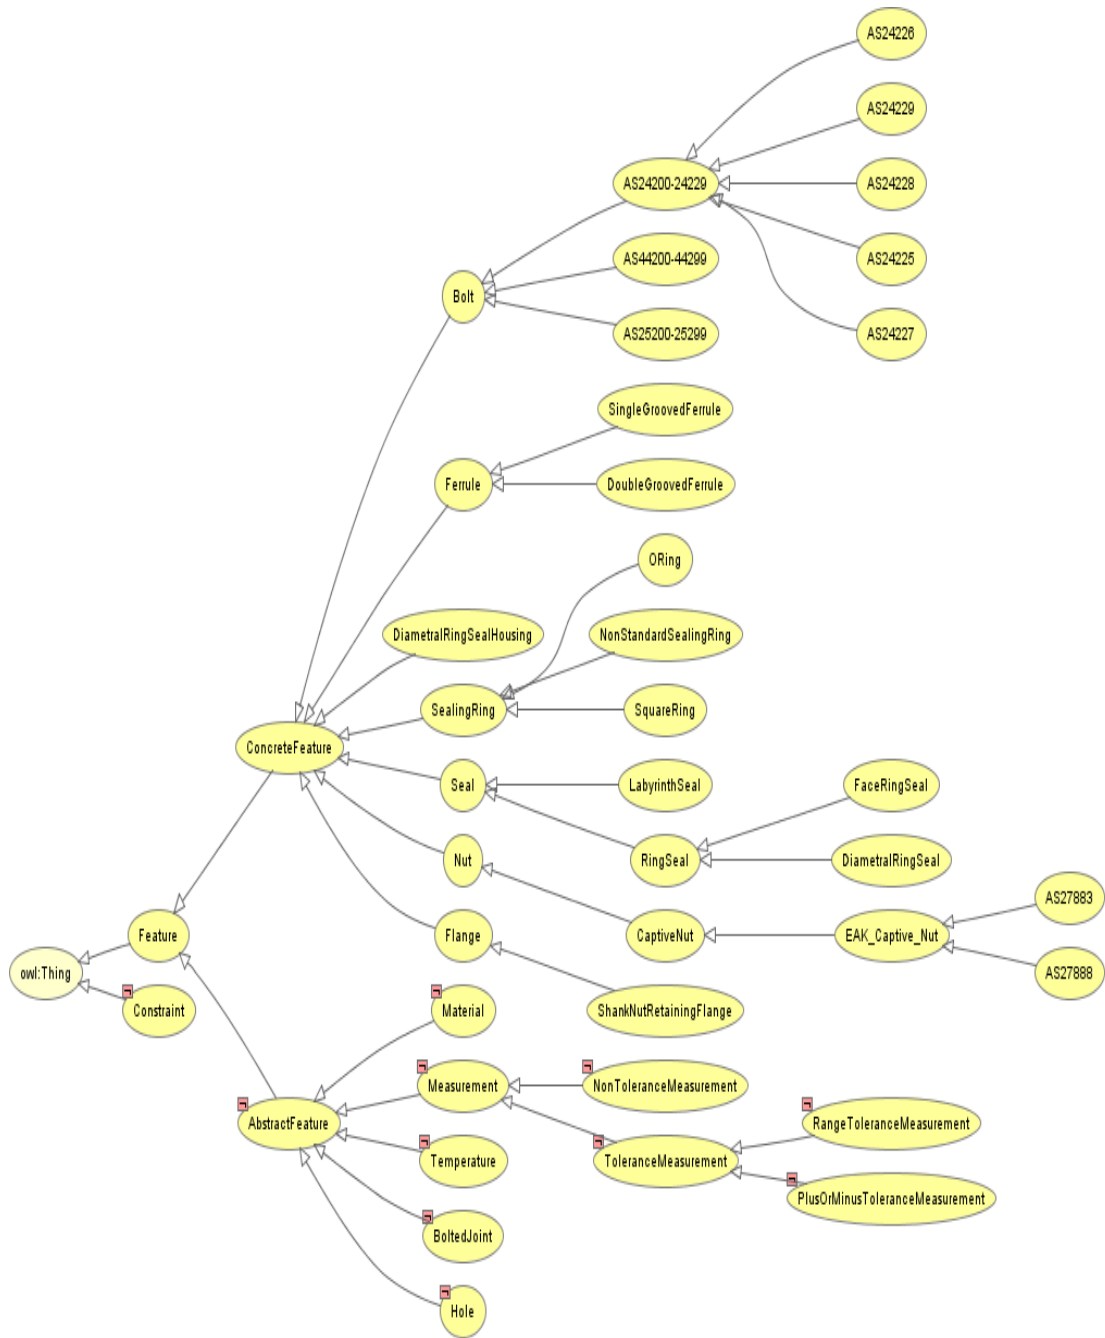 AS24226
AS24229
AS24200-24229
AS24228
AS44200-44299
AS24225
Bolt
AS25200-25299
AS24227
SingleGroovedFerrule
Ferrule
DoubleGroovedFerrule
ORing
DiametralRingSealHousing
NonStandardSealingRing
SealingRing
SquareRing
ConcreteFeature
Seal
LabyrinthSeal
FaceRingSeal
Nut
RingSeal
DiametralRingSeal
AS27883
Feature
Flange
CaptiveNut
EAK_Captive_Nut
owl:Thing
AS27888
Constraint
Material
ShankNutRetainingFlange
Measurement
NonToleranceMeasurement
AbstractFeature
RangeToleranceMeasurement
Temperature
ToleranceMeasurement
PlusOrMinusToleranceMeasurement
BoltedJoint
Hole